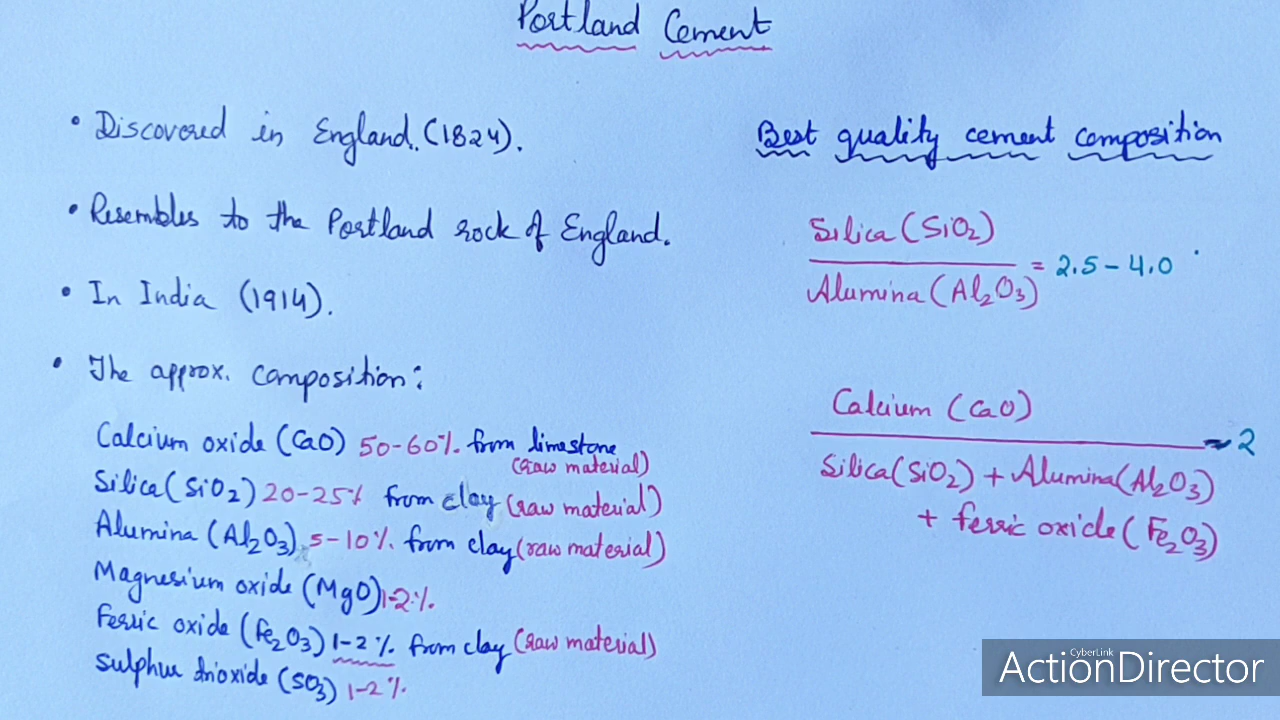 Portland Cement
• Discovered in England. (1824).
• Resembles to the Portland rock of England.
• In India (1914).
• The approx. composition:
Calcium oxide (CaO) 50-60%. from limestone
(raw material)
Silica (SiO2) 20-25% from clay (raw material)
Alumina (Al2O3) 5-10%. from clay (raw material)
Magnesium oxide (MgO) 1-2%.
Ferric oxide (Fe2O3) 1-2%. from clay (raw material)
Sulphur trioxide (SO3) 1-2%.
Best quality cement composition
Silica (SiO2)
Alumina (Al2O3)
= 2.5 - 4.0
Calcium (CaO)
Silica (SiO2) + Alumina (Al2O3)
+ ferric oxide (Fe2O3)
~ 2
CyberLink
ActionDirector